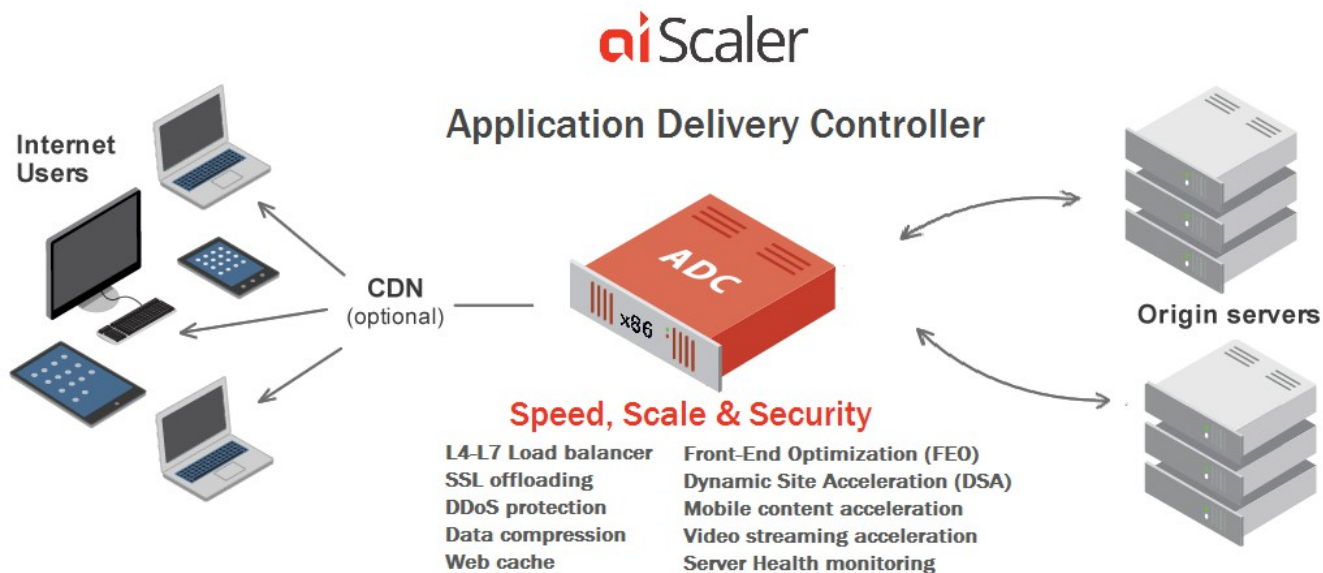 aiScaler
Application Delivery Controller
Internet
Users
CDN
(optional)
ADC
x86
Origin servers
Speed, Scale & Security
L4-L7 Load balancer
SSL offloading
DDoS protection
Data compression
Web cache
Front-End Optimization (FEO)
Dynamic Site Acceleration (DSA)
Mobile content acceleration
Video streaming acceleration
Server Health monitoring